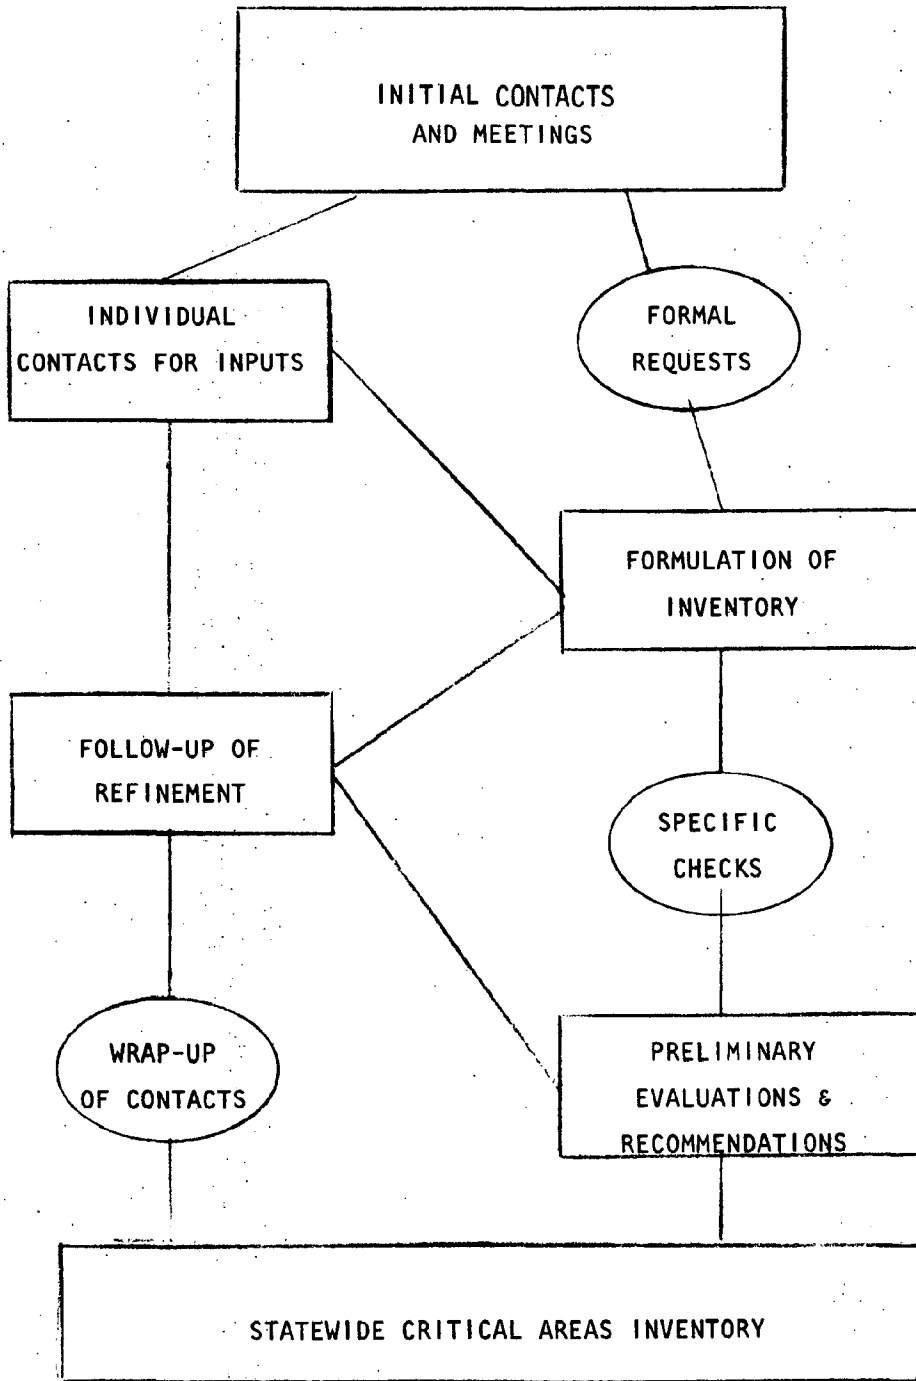 INITIAL CONTACTS
AND MEETINGS
INDIVIDUAL
CONTACTS FOR INPUTS
FORMAL
REQUESTS
FORMULATION OF
INVENTORY
FOLLOW-UP OF
REFINEMENT
SPECIFIC
CHECKS
WRAP-UP
OF CONTACTS
PRELIMINARY
EVALUATIONS &
RECOMMENDATIONS
STATEWIDE CRITICAL AREAS INVENTORY